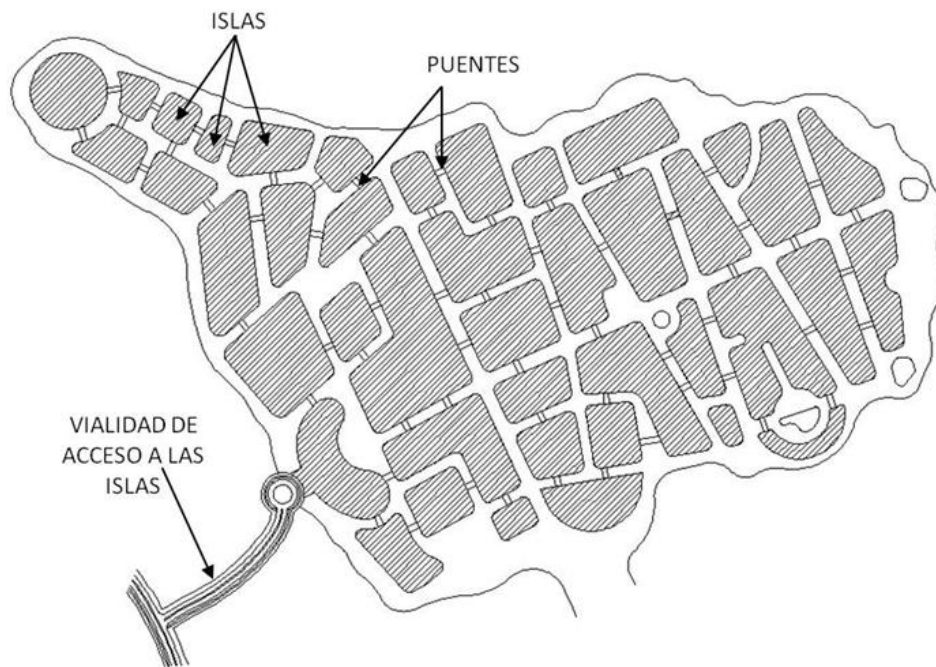 ISLAS
PUENTES
VIALIDAD DE
ACCESO A LAS
ISLAS